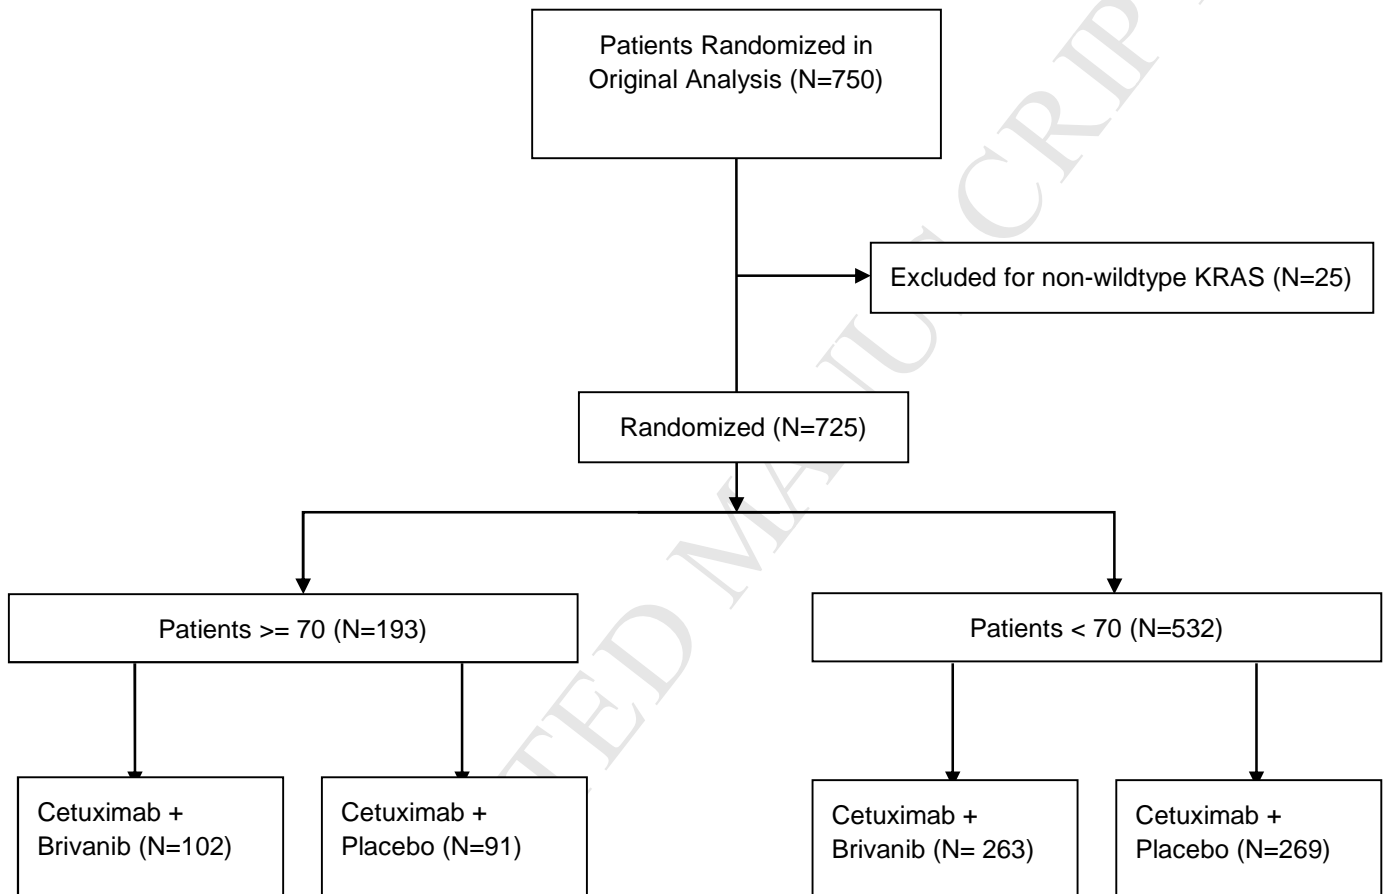 Patients Randomized in
Original Analysis (N=750)
Excluded for non-wildtype KRAS (N=25)
Randomized (N=725)
Patients >= 70 (N=193)
Patients < 70 (N=532)
Cetuximab +
Brivanib (N=102)
Cetuximab +
Placebo (N=91)
Cetuximab +
Brivanib (N= 263)
Cetuximab +
Placebo (N=269)